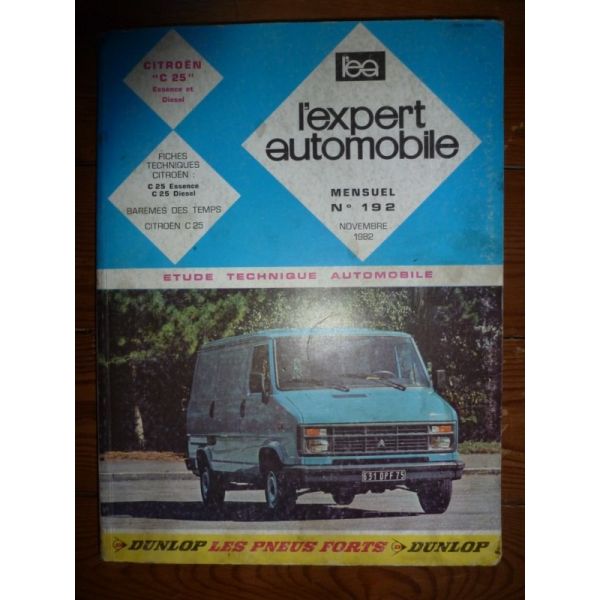 CITROËN
"C 25"
Essence et
Diesel
FICHES
TECHNIQUES
CITROËN :
C 25 Essence
C 25 Diesel
BAREMES DES TEMPS
CITROËN C 25
l'ea
l'expert
automobile
MENSUEL
N° 192
NOVEMBRE
1982
ETUDE TECHNIQUE AUTOMOBILE
691 DFF 75
DUNLOP LES PNEUS FORTS DUNLOP